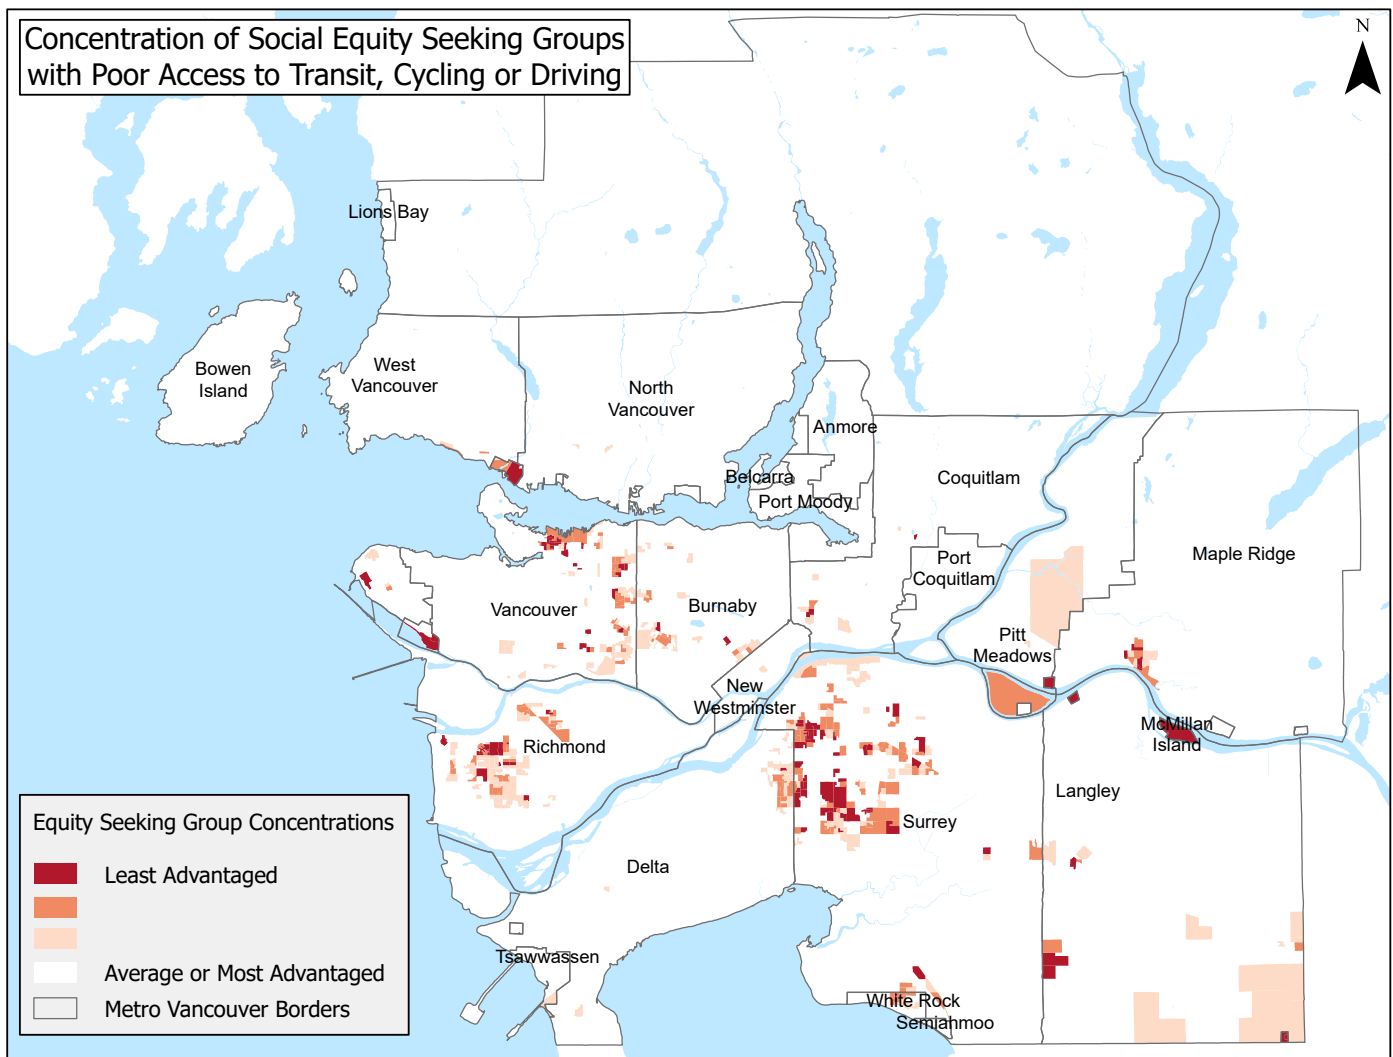 Concentration of Social Equity Seeking Groups
with Poor Access to Transit, Cycling or Driving
N
Lions Bay
Bowen
Island
West
Vancouver
North
Vancouver
Anmore
Belcarra
Port Moody
Coquitlam
Port
Coquitlam
Maple Ridge
Vancouver
Burnaby
Pitt
Meadows
New
Westminster
McMillan
Island
Richmond
Langley
Surrey
Delta
Tsawwassen
White Rock
Semiahmoo
Equity Seeking Group Concentrations
Least Advantaged
Average or Most Advantaged
Metro Vancouver Borders